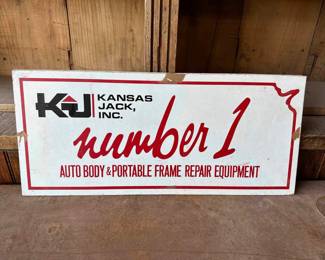 KJ KANSAS
JACK,
INC.
number 1
AUTO BODY & PORTABLE FRAME REPAIR EQUIPMENT